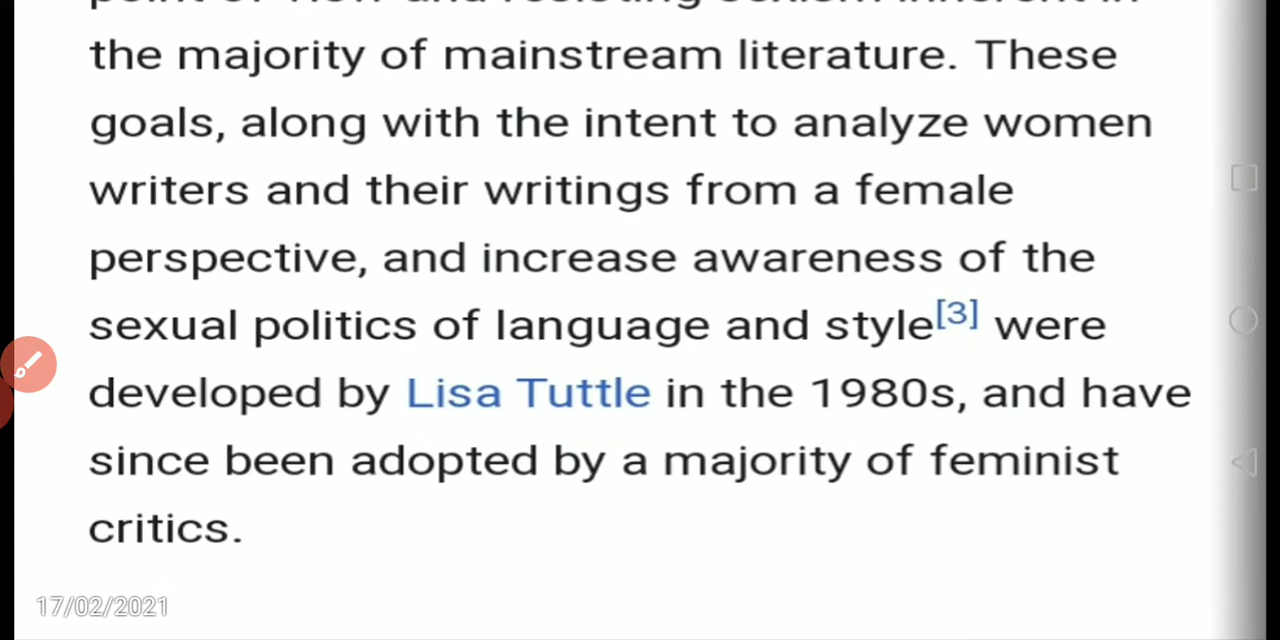 the majority of mainstream literature. These
goals, along with the intent to analyze women
writers and their writings from a female
perspective, and increase awareness of the
sexual politics of language and style[3] were
developed by Lisa Tuttle in the 1980s, and have
since been adopted by a majority of feminist
critics.
17/02/2021